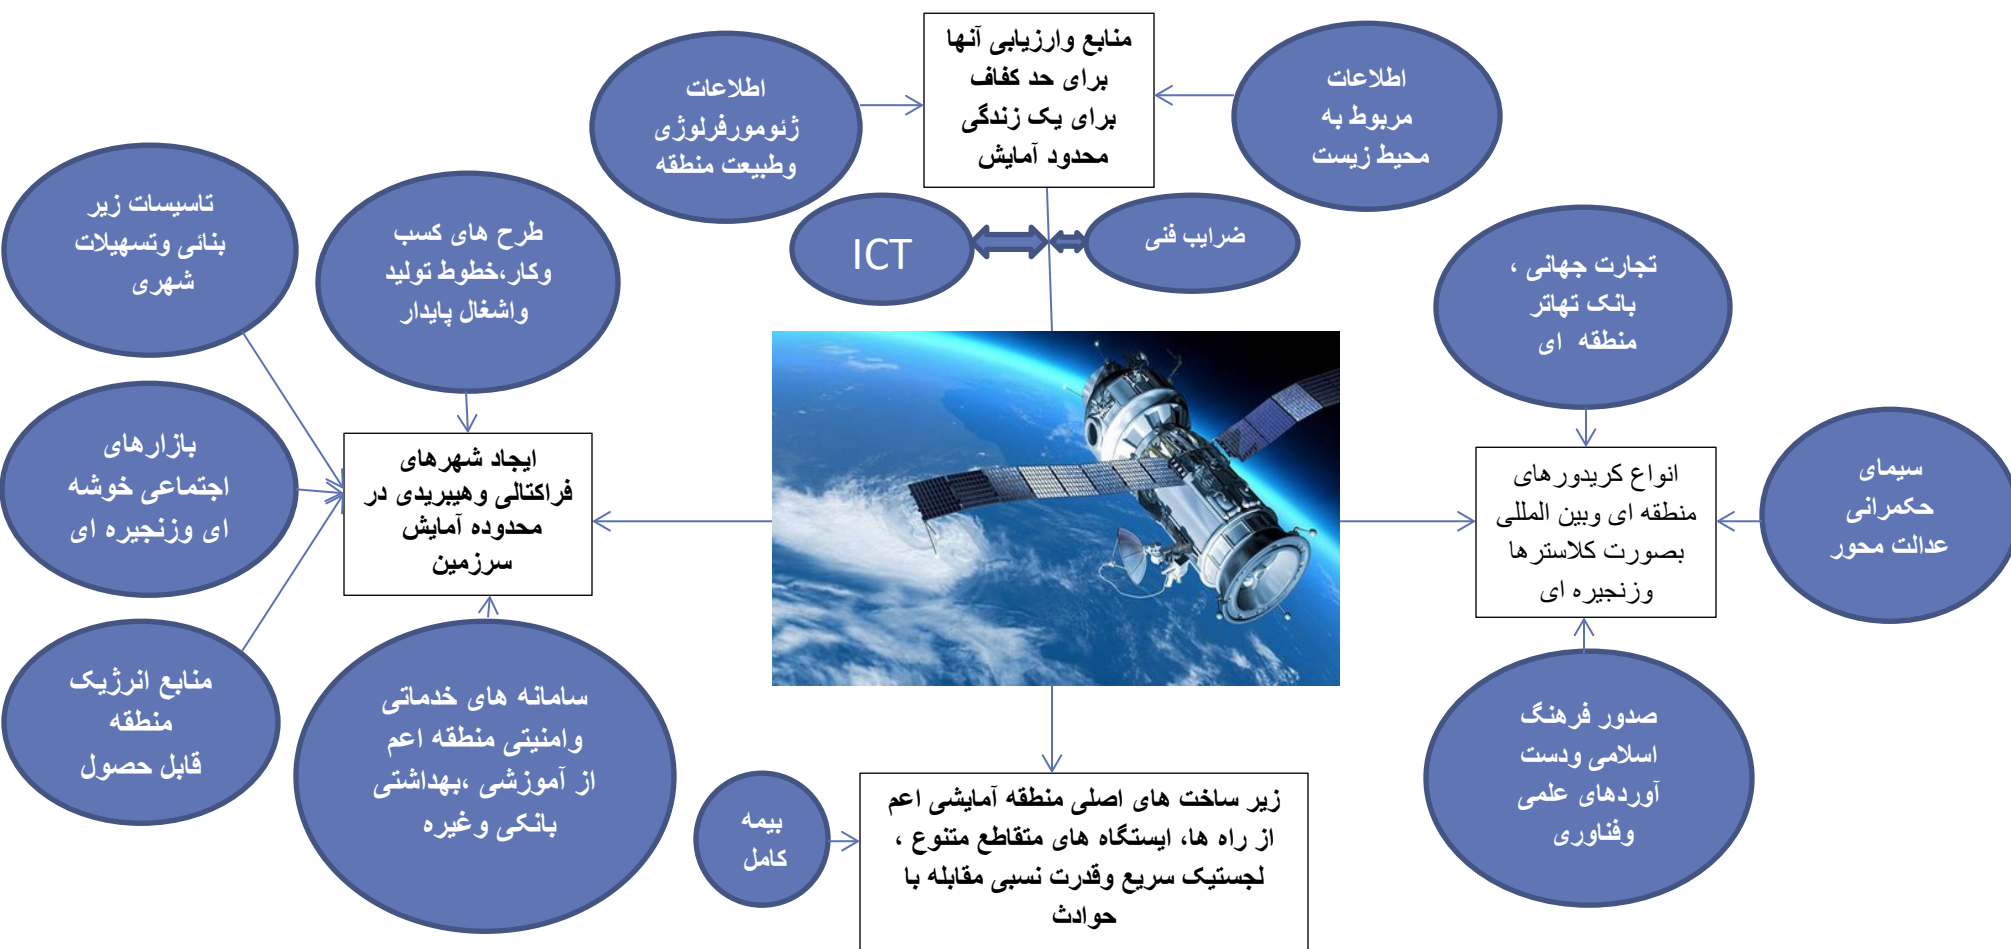 منابع وارزیابی آنها
برای حد کفاف
برای یک زندگی
محدود آمایش
اطلاعات
مربوط به
محیط زیست
اطلاعات
ژئومورفرلوژی
وطبیعت منطقه
ضرایب فنی
ICT
تاسیسات زیر
بنائی وتسهیلات
شهری
طرح های کسب
وکار،خطوط تولید
واشغال پایدار
بازارهای
اجتماعی خوشه
ای وزنجیره ای
ایجاد شهرهای
فراکتالی وهیبریدی در
محدوده آمایش
سرزمین
منابع انرژیک
منطقه
قابل حصول
سامانه های خدماتی
وامنیتی منطقه اعم
از آموزشی ،بهداشتی
بانکی وغیره
تجارت جهانی ،
بانک تهاتر
منطقه ای
انواع کریدورهای
منطقه ای وبین المللی
بصورت کلاسترها
وزنجیره ای
سیمای
حکمرانی
عدالت محور
صدور فرهنگ
اسلامی ودست
آوردهای علمی
وفناوری
بیمه
کامل
زیر ساخت های اصلی منطقه آمایشی اعم
از راه ها، ایستگاه های متقاطع متنوع ،
لجستیک سریع وقدرت نسبی مقابله با
حوادث